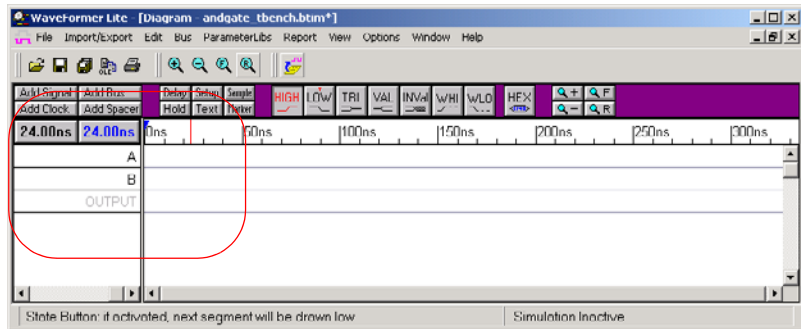 WaveFormer Lite - [Diagram - andgate_tbench.btim*]
File Import/Export Edit Bus ParameterLibs Report View Options Window Help
Add Signal Add Bus Delay Setup Sample HIGH LOW TRI VAL INVal WHI WLO HEX + F
Add Clock Add Spacer Hold Text Marker - R
24.00ns 24.00ns 0ns 50ns 100ns 150ns 200ns 250ns 300ns
A
B
OUTPUT
State Button: if activated, next segment will be drawn low Simulation Inactive